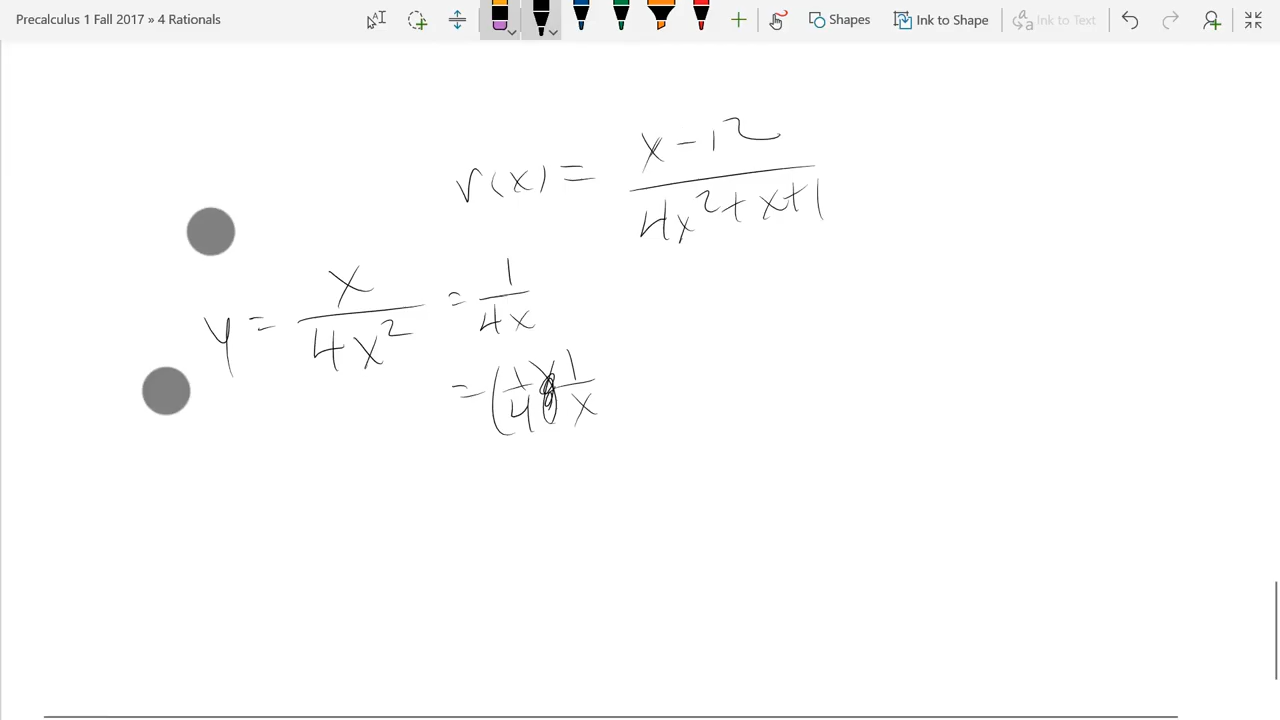 Precalculus 1 Fall 2017 » 4 Rationals
Shapes
Ink to Shape
Ink to Text
r(x) = (x - 12)/(4x² + x + 1)
y = x/(4x²) = 1/(4x)
= (1/4) 1/x